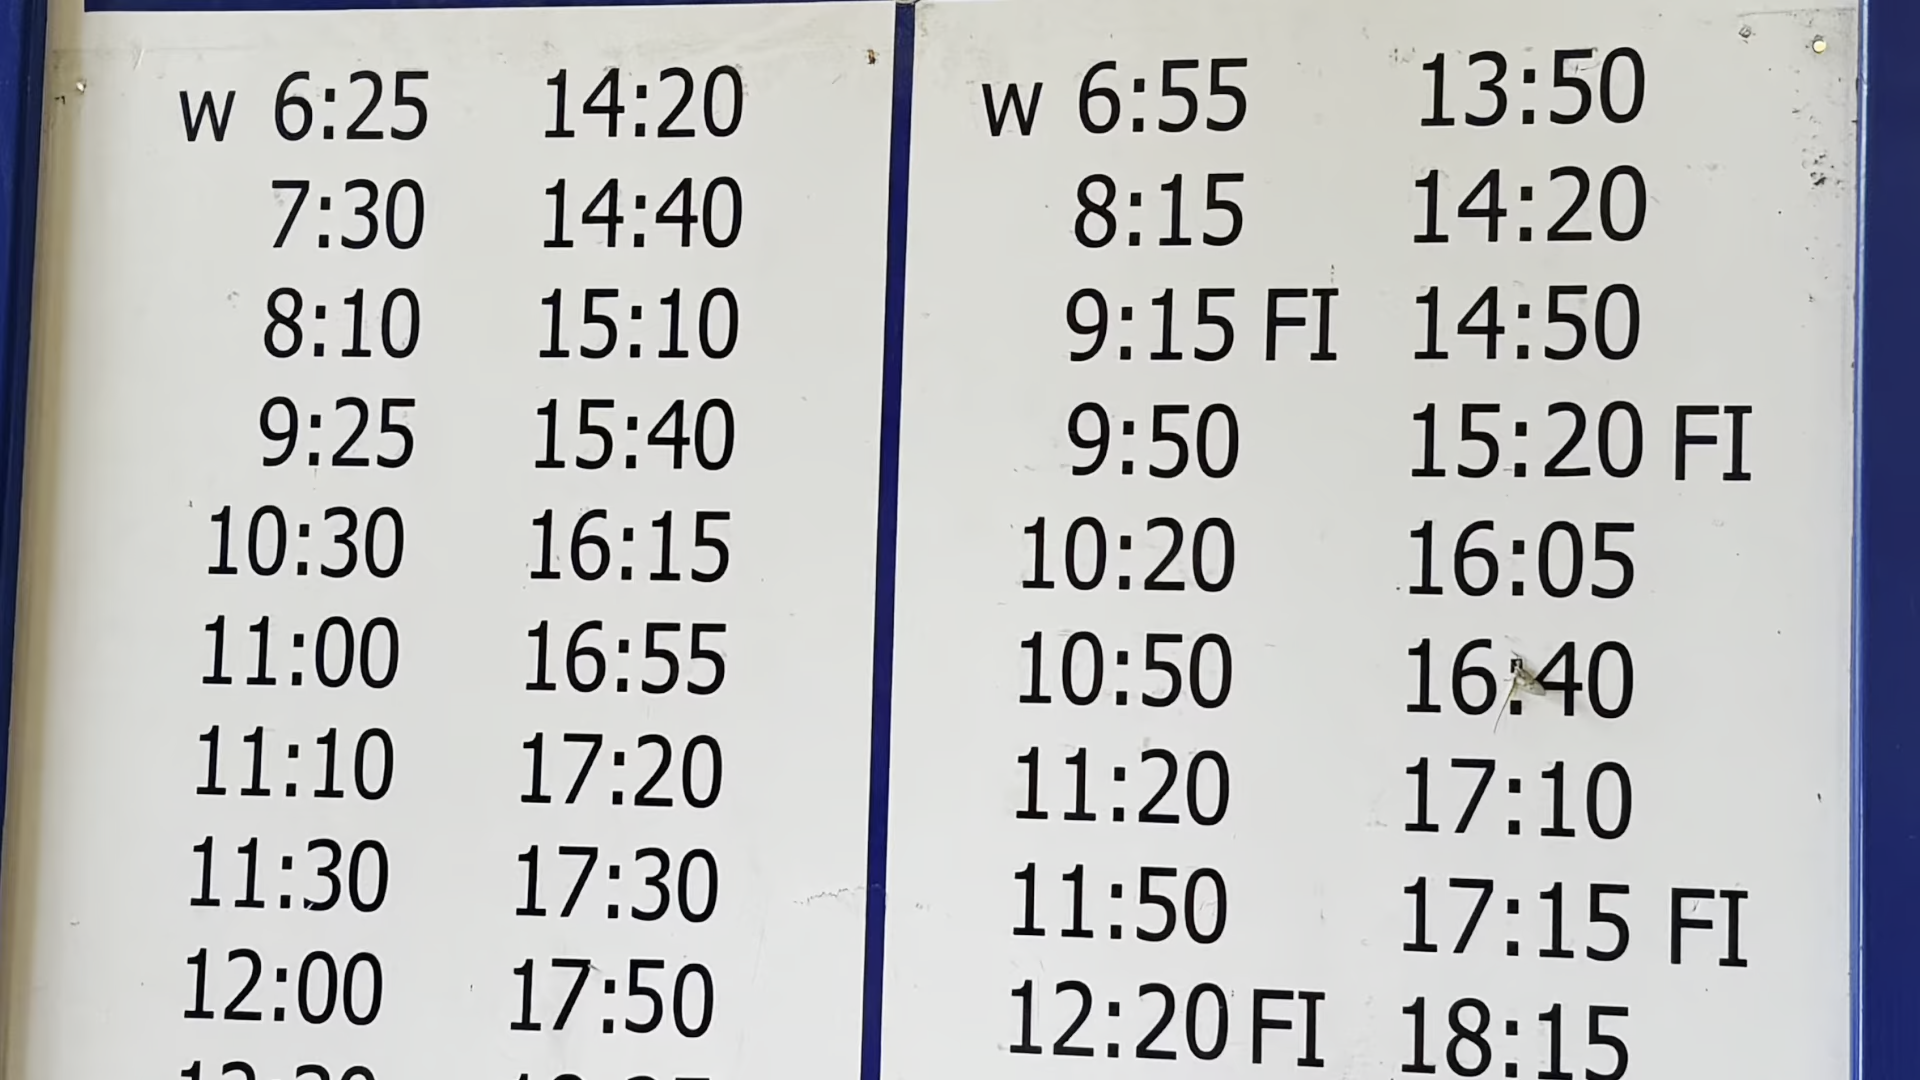 w 6:25 14:20
7:30 14:40
8:10 15:10
9:25 15:40
10:30 16:15
11:00 16:55
11:10 17:20
11:30 17:30
12:00 17:50
w 6:55 13:50
8:15 14:20
9:15 FI 14:50
9:50 15:20 FI
10:20 16:05
10:50 16:40
11:20 17:10
11:50 17:15 FI
12:20 FI 18:15